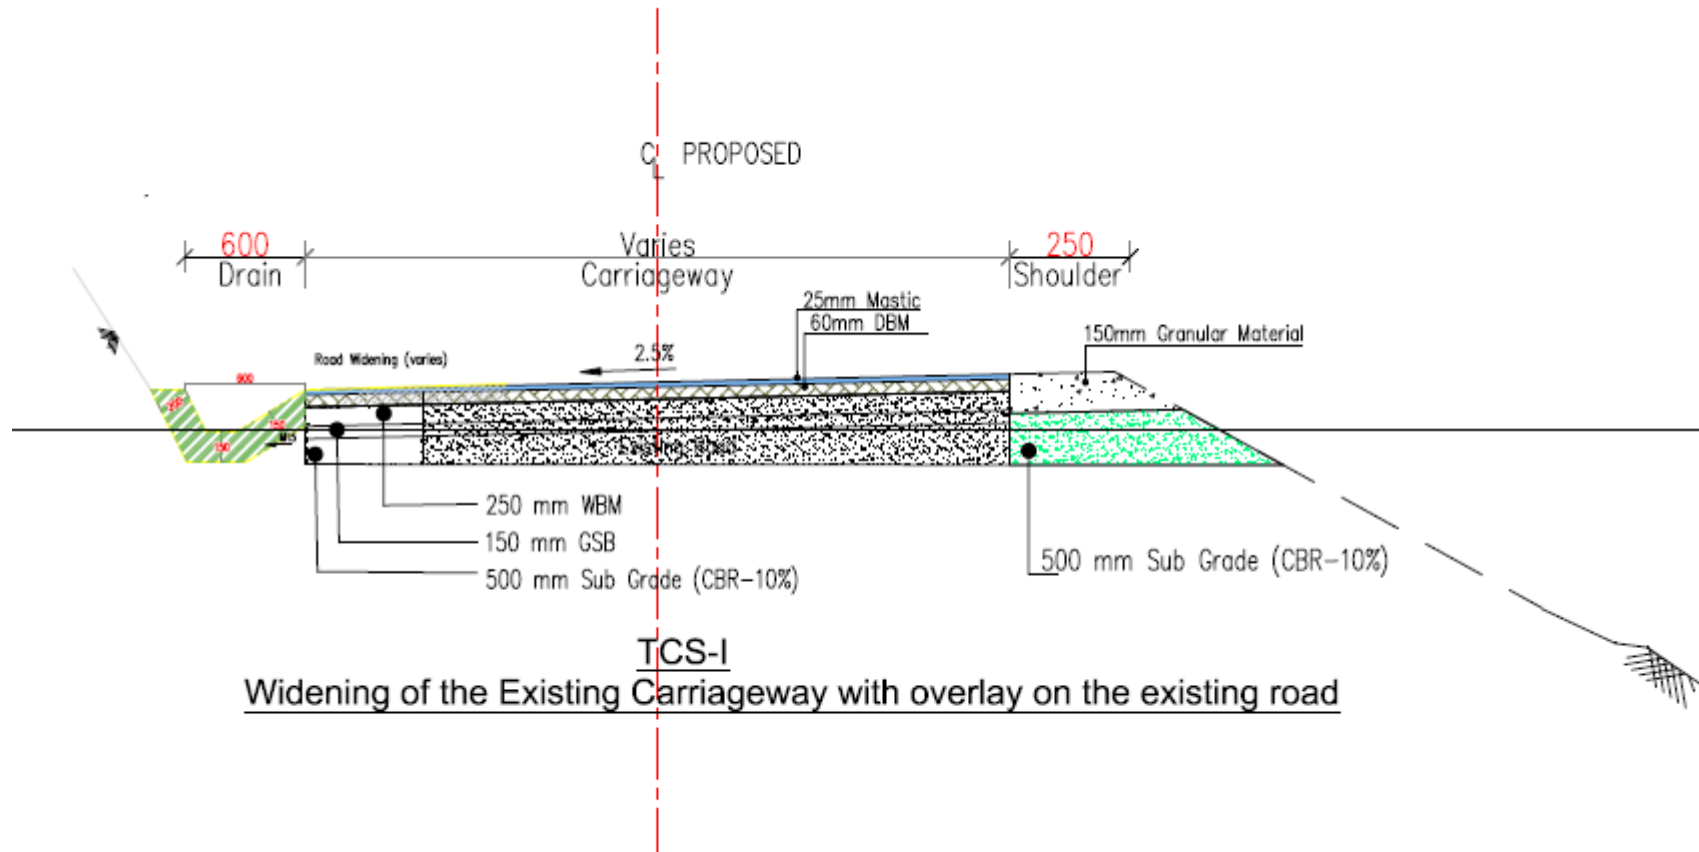 C L PROPOSED
600 Varies 250
Drain Carriageway Shoulder
25mm Mastic
60mm DBM
150mm Granular Material
Road Widening (varies)
2.5%
600
150
250 mm WBM
150 mm GSB
500 mm Sub Grade (CBR-10%)
500 mm Sub Grade (CBR-10%)
TCS-I
Widening of the Existing Carriageway with overlay on the existing road